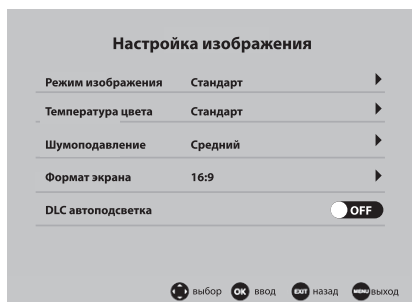 Настройка изображения
Режим изображения Стандарт
Температура цвета Стандарт
Шумоподавление Средний
Формат экрана 16:9
DLC автоподсветка OFF
выбор OK ввод EXIT назад MENU выход